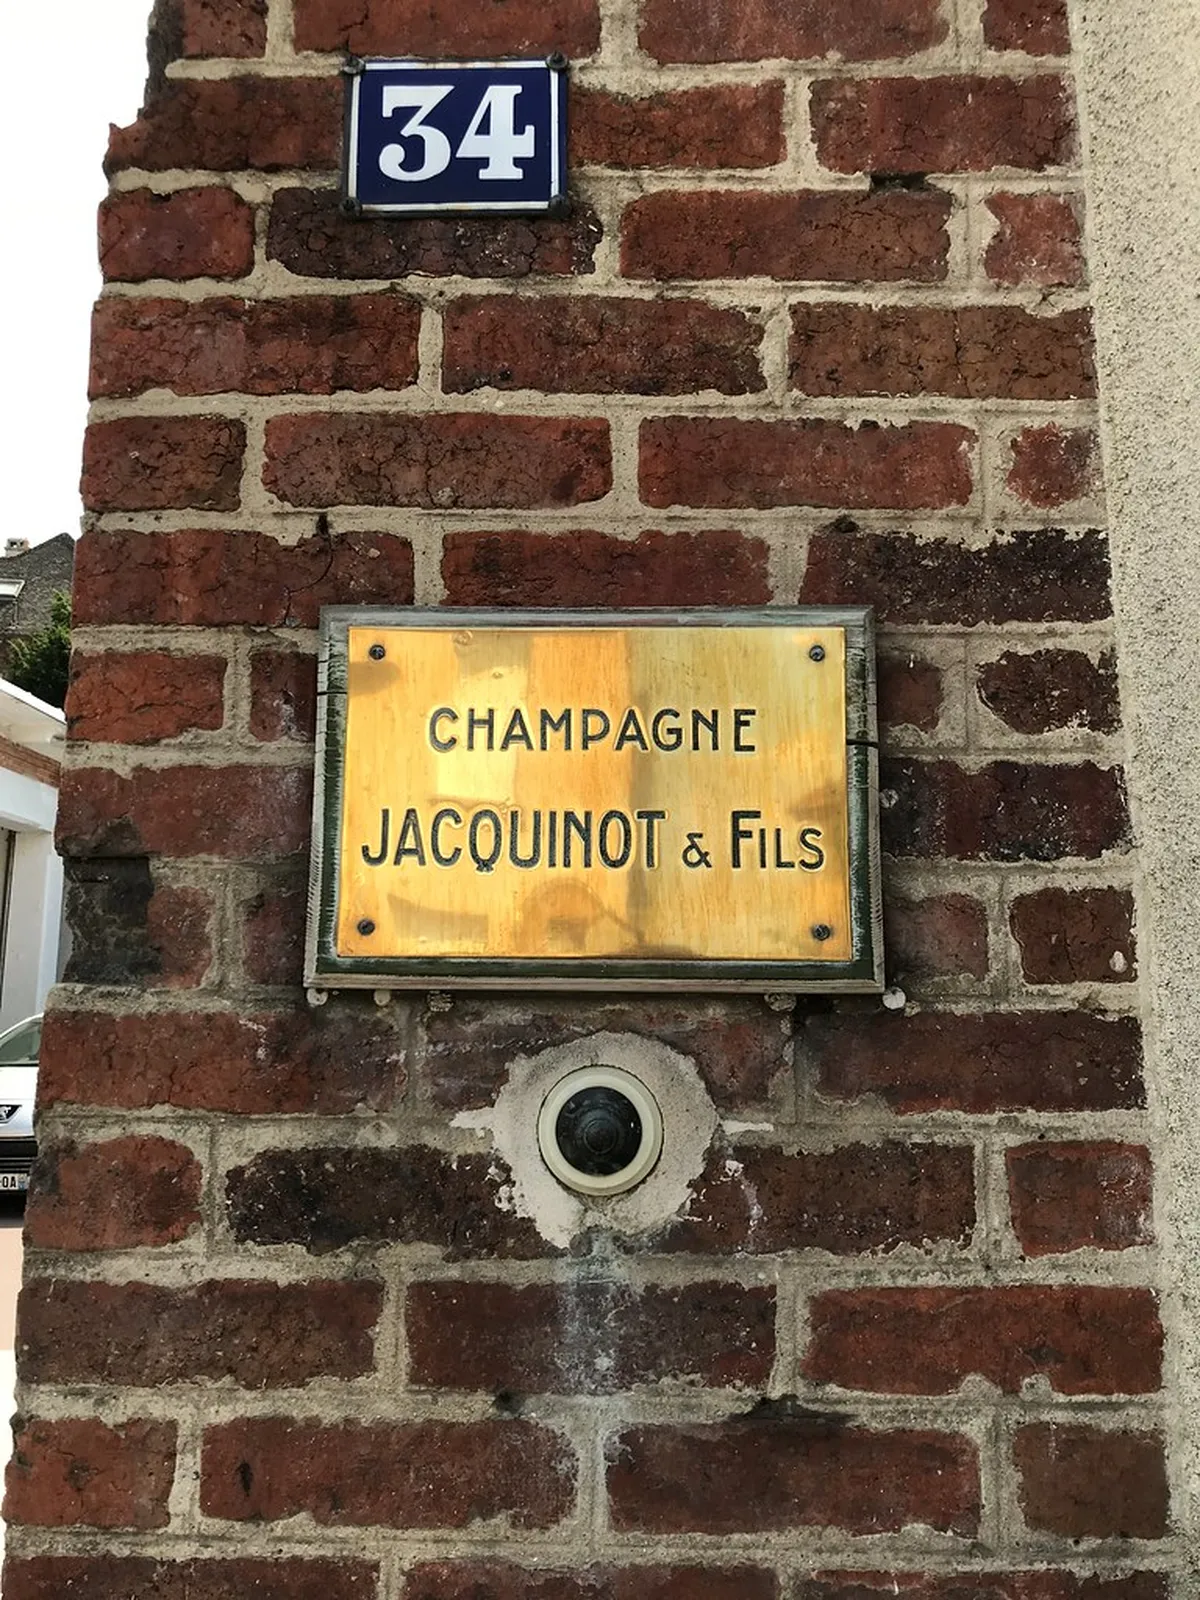 34
CHAMPAGNE
JACQUINOT & FILS